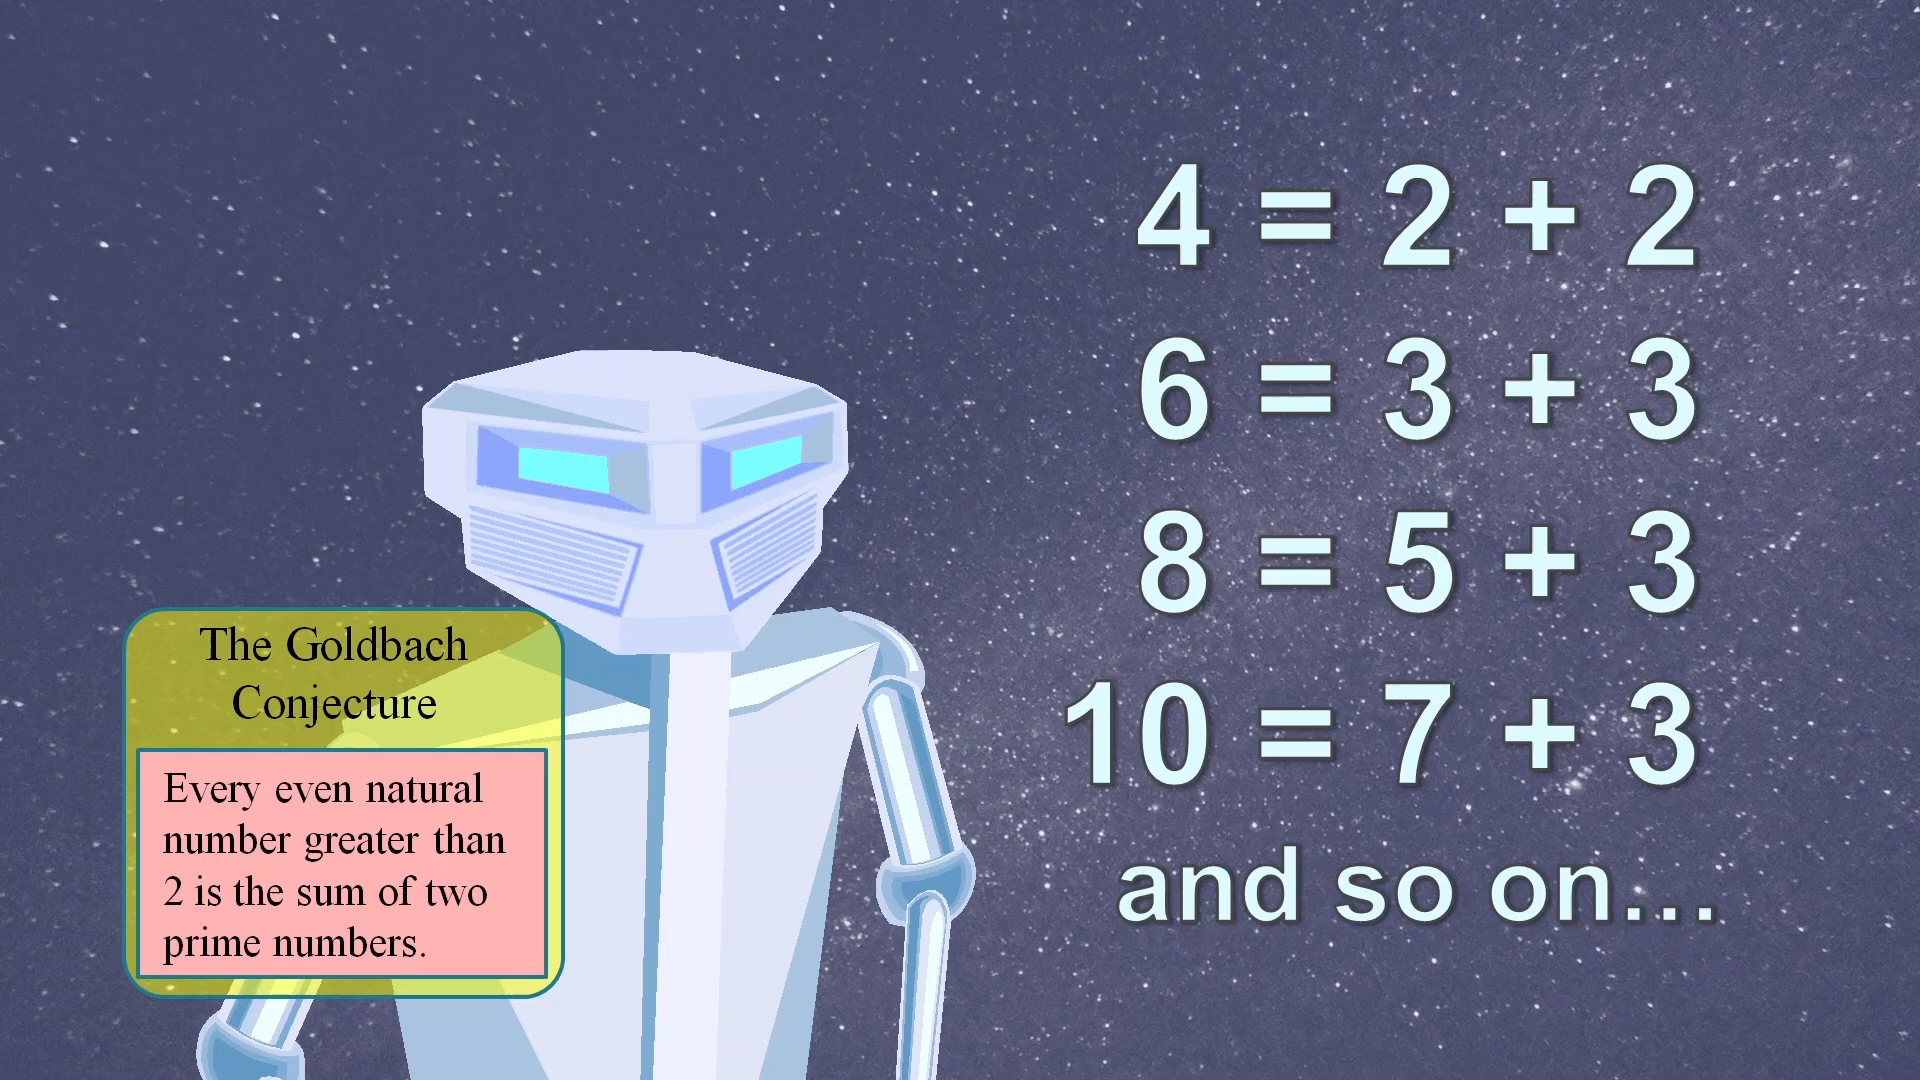 The Goldbach
Conjecture
Every even natural
number greater than
2 is the sum of two
prime numbers.
4 = 2 + 2
6 = 3 + 3
8 = 5 + 3
10 = 7 + 3
and so on...